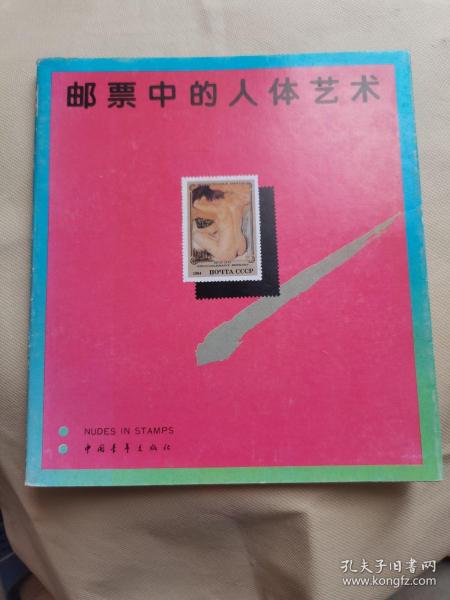 邮票中的人体艺术
1984
ПОЧТА СССР
NUDES IN STAMPS
中国青年出版社
孔夫子旧书网
www.kongfz.com